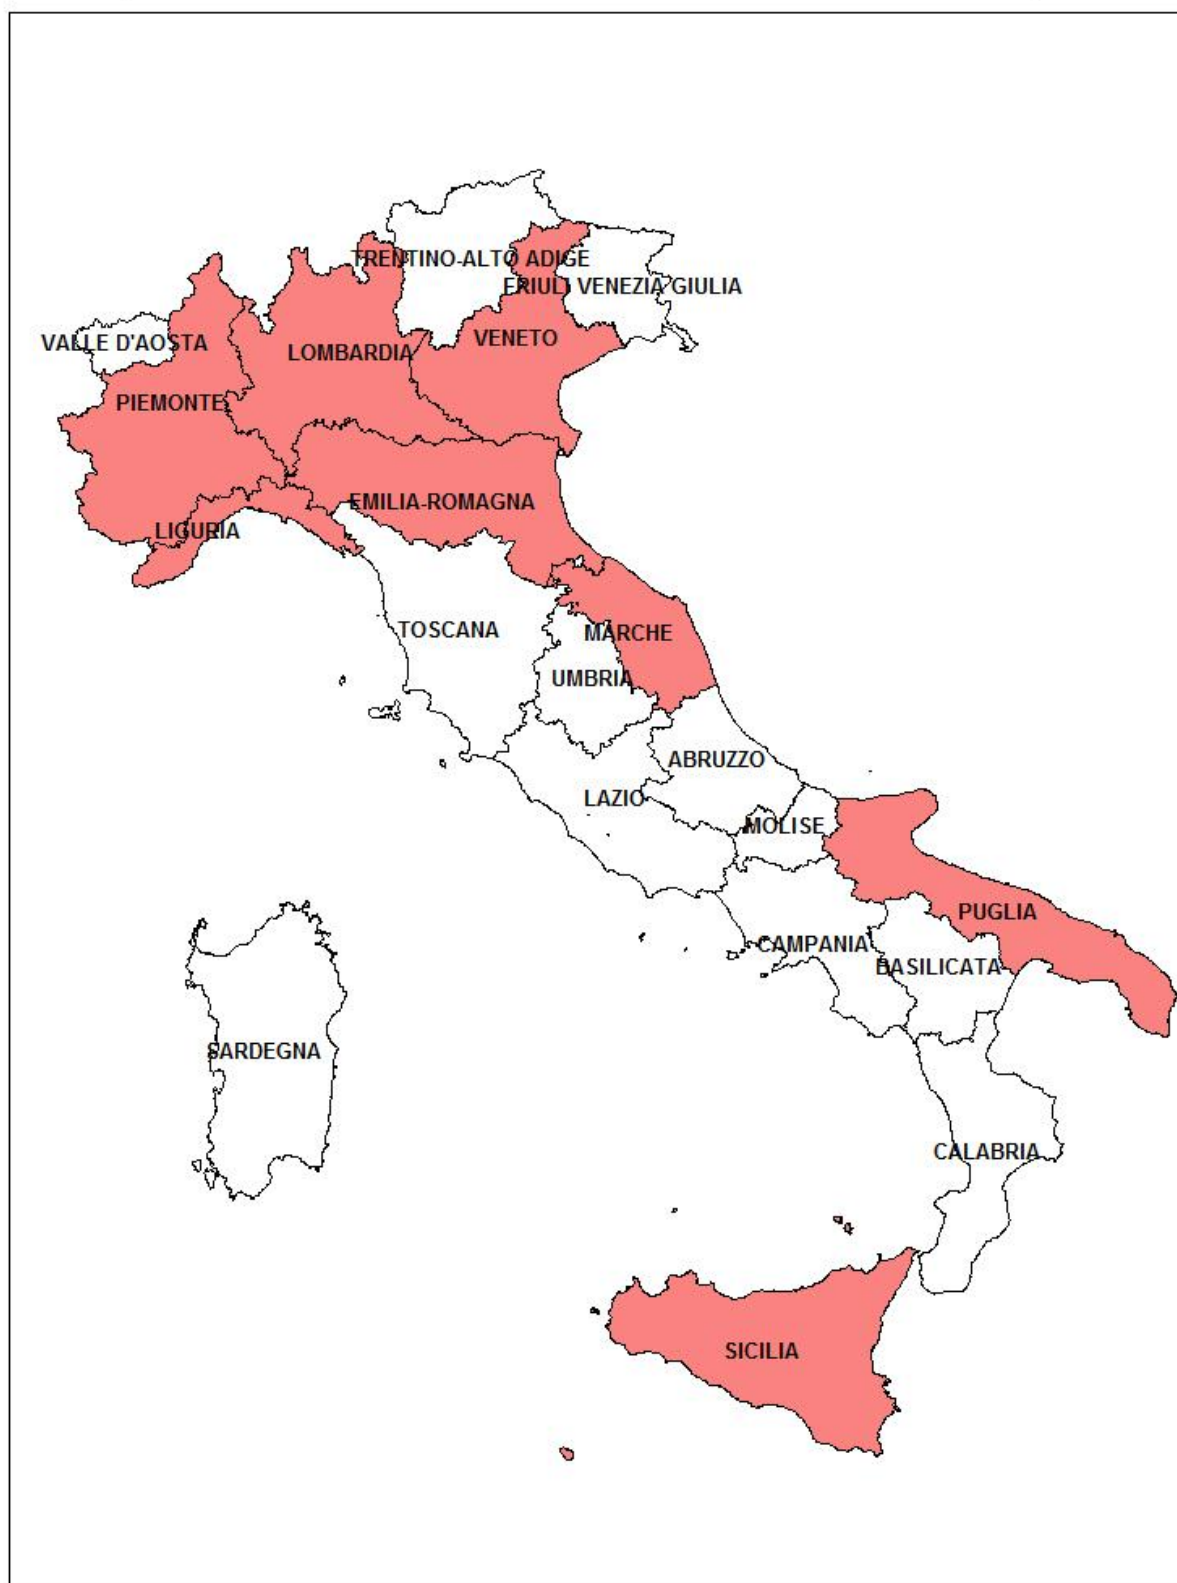 TRENTINO-ALTO ADIGE
FRIULI VENEZIA GIULIA
VALLE D'AOSTA
VENETO
LOMBARDIA
PIEMONTE
EMILIA-ROMAGNA
LIGURIA
TOSCANA
MARCHE
UMBRIA
ABRUZZO
LAZIO
MOLISE
PUGLIA
CAMPANIA
BASILICATA
SARDEGNA
CALABRIA
SICILIA